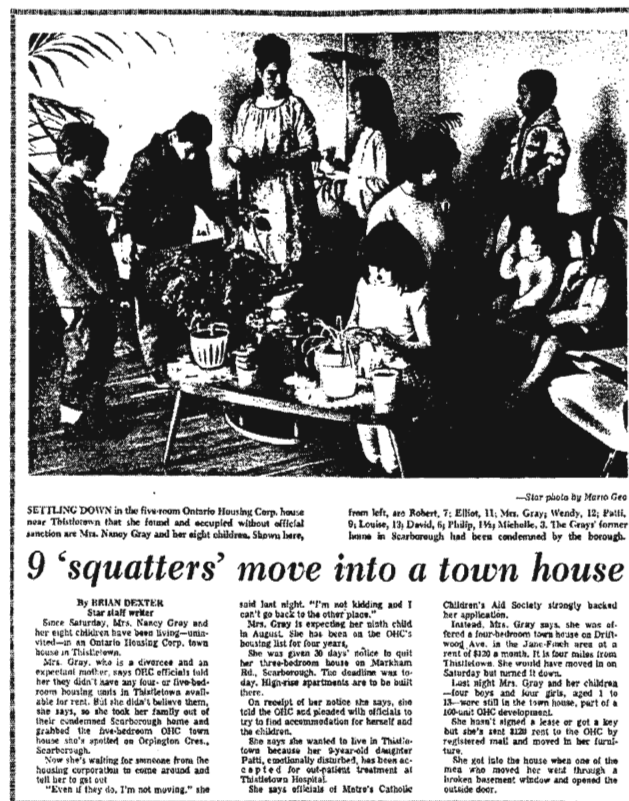 —Star photo by Mario Geo
SETTLING DOWN in the five-room Ontario Housing Corp. house
near Thistletown that she found and occupied without official
sanction are Mrs. Nancy Gray and her eight children. Shown here,
from left, are Robert, 7; Elliot, 11; Mrs. Gray; Wendy, 12; Patti,
9; Louise, 13; David, 6; Philip, 1½; Michelle, 3. The Grays' former
home in Scarborough had been condemned by the borough.
9 'squatters' move into a town house
By BRIAN DEXTER
Star staff writer
Since Saturday, Mrs. Nancy Gray and
her eight children have been living—unin-
vited—in an Ontario Housing Corp. town
house in Thistletown.
Mrs. Gray, who is a divorcee and an
expectant mother, says OHC officials told
her they didn't have any four- or five-bed-
room housing units in Thistletown avail-
able for rent. But she didn't believe them,
she says, so she took her family out of
their condemned Scarborough home and
grabbed the five-bedroom OHC town
house she's spotted on Orpington Cres.,
Scarborough.
Now she's waiting for someone from the
housing corporation to come around and
tell her to get out
"Even if they do, I'm not moving." she
said last night. "I'm not kidding and I
can't go back to the other place."
Mrs. Gray is expecting her ninth child
in August. She has been on the OHC's
housing list for four years,
She was given 30 days' notice to quit
her three-bedroom house on Markham
Rd., Scarborough. The deadline was to-
day. High-rise apartments are to be built
there.
On receipt of her notice she says, she
told the OHC and pleaded with officials to
try to find accommodation for herself and
the children.
She says she wanted to live in Thistle-
town because her 9-year-old daughter
Patti, emotionally disturbed, has been ac-
cepted for out-patient treatment at
Thistletown Hospital.
She says officials of Metro's Catholic
Children's Aid Society strongly backed
her application.
Instead, Mrs. Gray says, she was of-
fered a four-bedroom town house on Drift-
wood Ave. in the Jane-Finch area at a
rent of $120 a month. It is four miles from
Thistletown. She would have moved in on
Saturday but turned it down.
Last night Mrs. Gray and her children
—four boys and four girls, aged 1 to
13—were still in the town house, part of a
100-unit OHC development.
She hasn't signed a lease or got a key
but she's sent $120 rent to the OHC by
registered mail and moved in her furni-
ture.
She got into the house when one of the
men who moved her went through a
broken basement window and opened the
outside door.